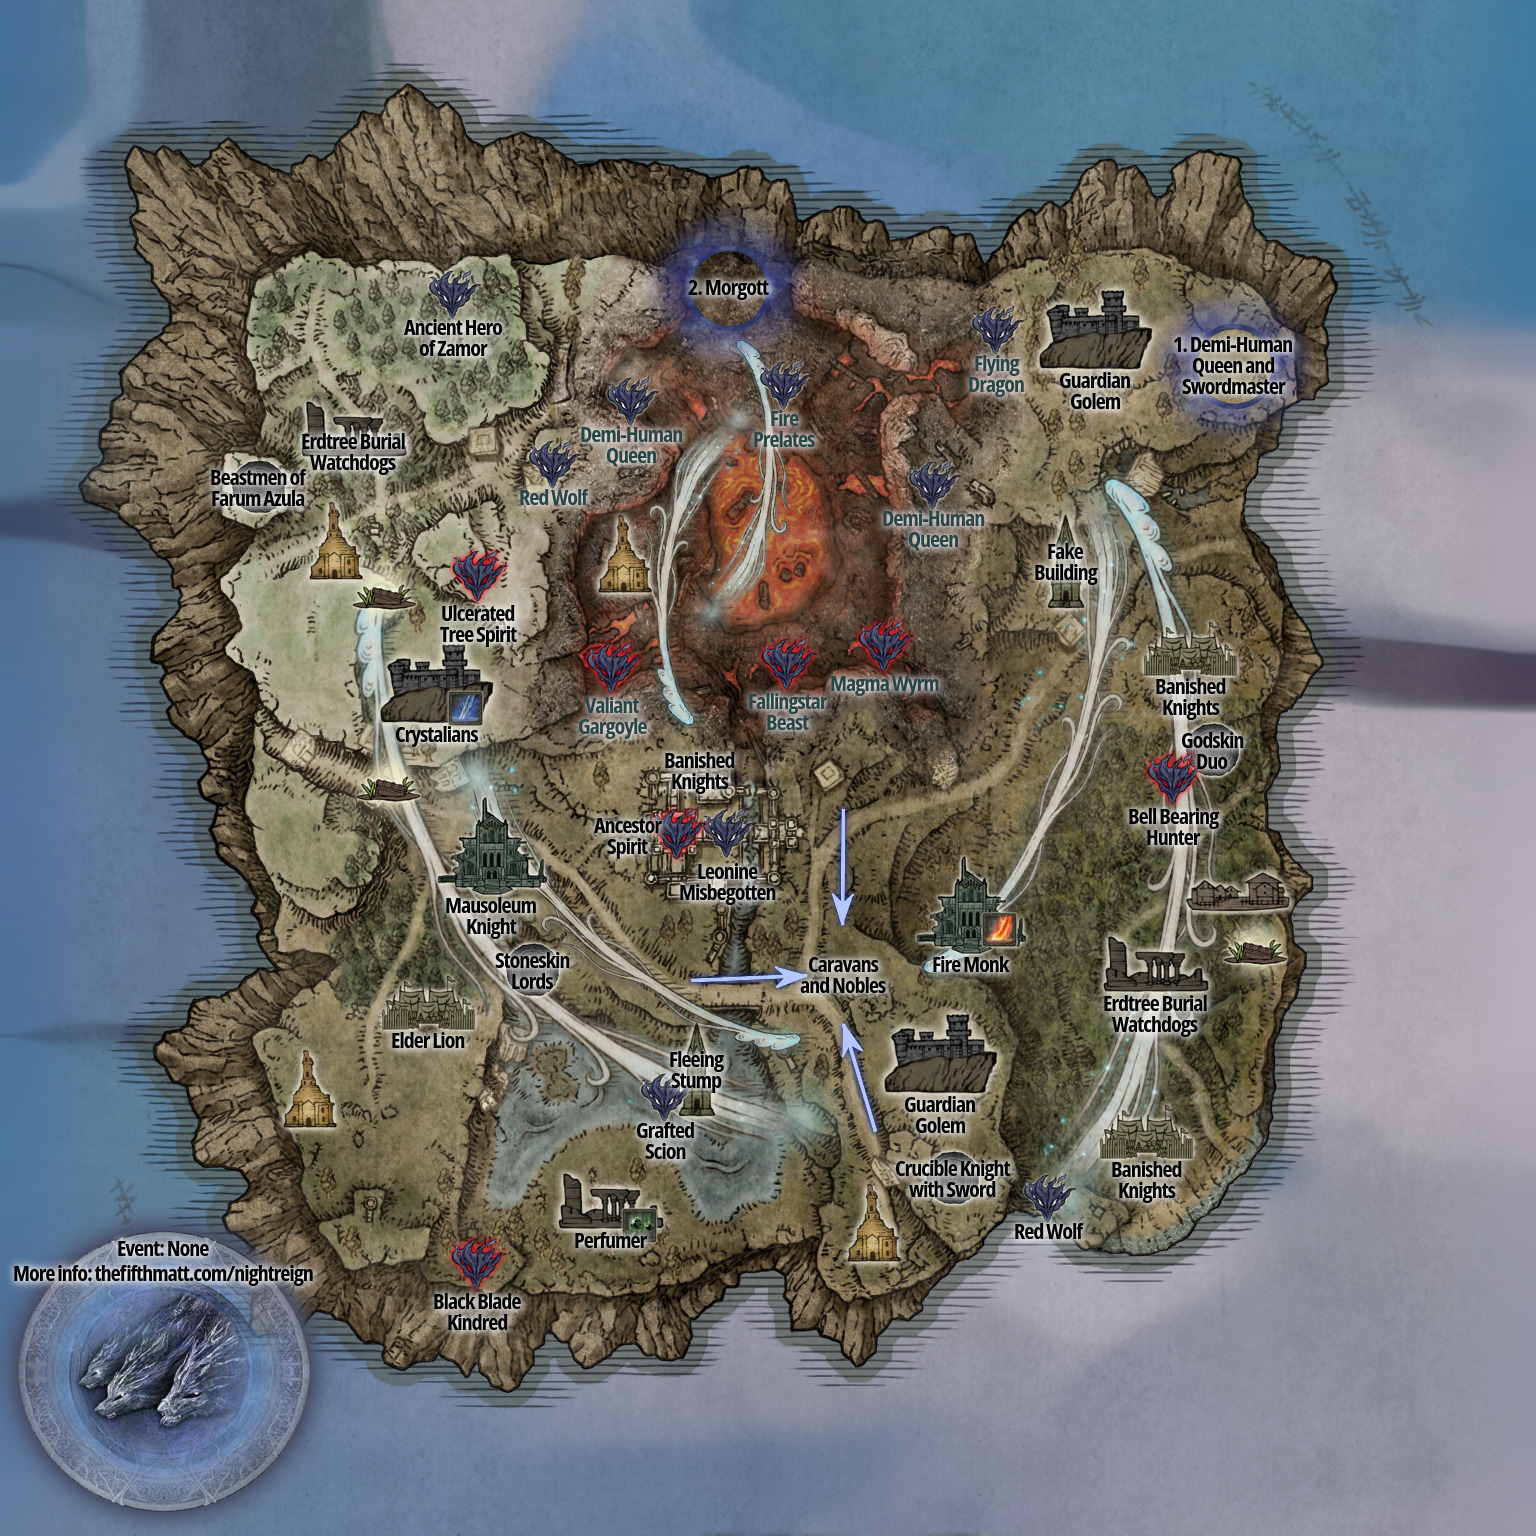 2. Morgott
Ancient Hero
of Zamor
1. Demi-Human
Queen and
Swordmaster
Flying
Dragon
Guardian
Golem
Fire
Prelates
Demi-Human
Queen
Erdtree Burial
Watchdogs
Beastmen of
Farum Azula
Red Wolf
Demi-Human
Queen
Fake
Building
Ulcerated
Tree Spirit
Crystalians
Valiant
Gargoyle
Fallingstar
Beast
Magma Wyrm
Banished
Knights
Godskin
Duo
Banished
Knights
Ancestor
Spirit
Leonine
Misbegotten
Bell Bearing
Hunter
Mausoleum
Knight
Stoneskin
Lords
Caravans
and Nobles
Fire Monk
Erdtree Burial
Watchdogs
Elder Lion
Fleeing
Stump
Grafted
Scion
Guardian
Golem
Crucible Knight
with Sword
Banished
Knights
Red Wolf
Perfumer
Black Blade
Kindred
Event: None
More info: thefifthmatt.com/nightreign